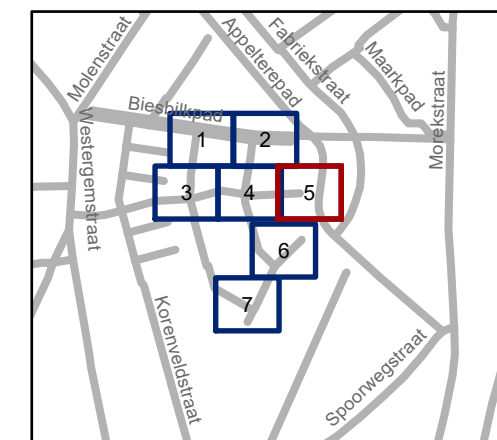 Molenstraat
Appelterepad
Fabriekstraat
Maarkpad
Morekstraat
Biesbilkpad
Westergemstraat
1
2
3
4
5
6
7
Korenveldstraat
Spoorwegstraat